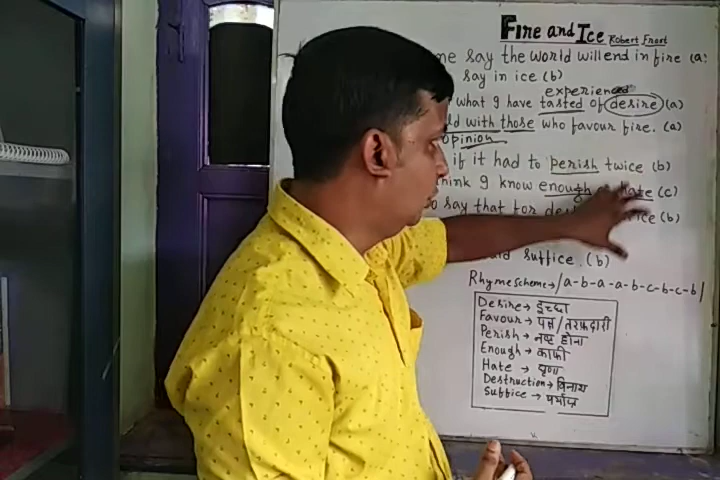 Fire and Ice Robert Frost
me say the world will end in fire (a)
say in ice (b)
experienced
what I have tasted of desire (a)
ld with those who favour fire. (a)
opinion
if it had to perish twice (b)
hink I know enough hate (c)
say that for ice (b)
suffice. (b)
Rhyme scheme→/a-b-a-a-b-c-b-c-b/
Desire → इच्छा
Favour → पक्ष / तरफदारी
Perish → नष्ट होना
Enough → काफी
Hate → घृणा
Destruction → विनाश
Suffice → पर्याप्त